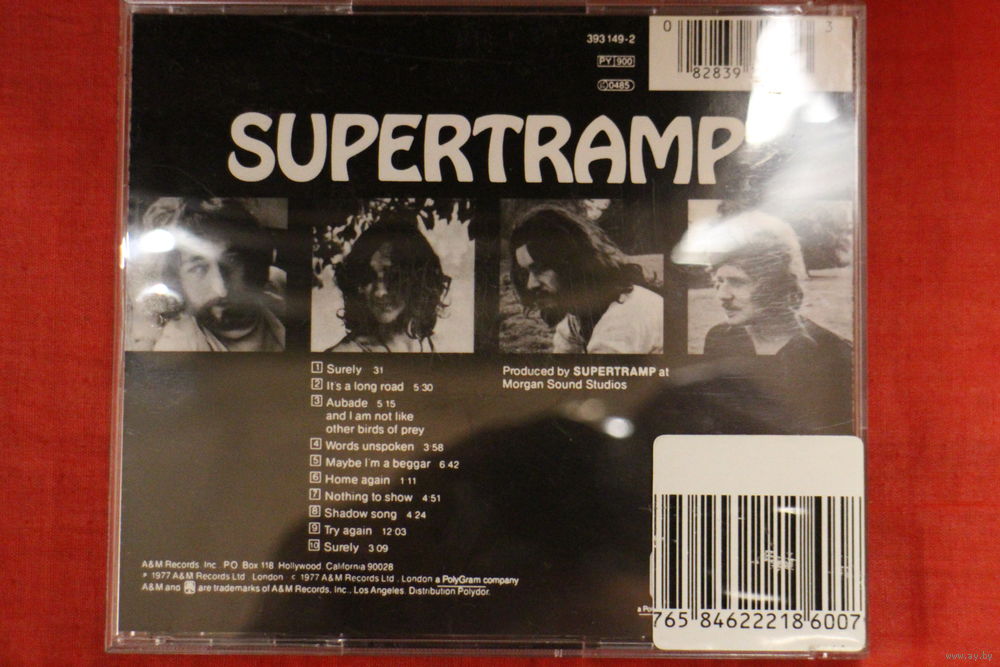 393 149-2
PY 900
0485
0
3
82839
SUPERTRAMP
1 Surely 31
2 It's a long road 5:30
3 Aubade 5 15
and I am not like
other birds of prey
4 Words unspoken 3:58
5 Maybe I'm a beggar 6 42
6 Home again 1 11
7 Nothing to show 4:51
8 Shadow song 4 24
9 Try again 12 03
10 Surely 3 09
Produced by SUPERTRAMP at
Morgan Sound Studios
A&M Records Inc. P.O. Box 118. Hollywood, California 90028
℗ 1977 A&M Records Ltd., London © 1977 A&M Records Ltd., London a PolyGram company
A&M and are trademarks of A&M Records, Inc., Los Angeles. Distribution Polydor.
765 84622218 6007
www.ay.by